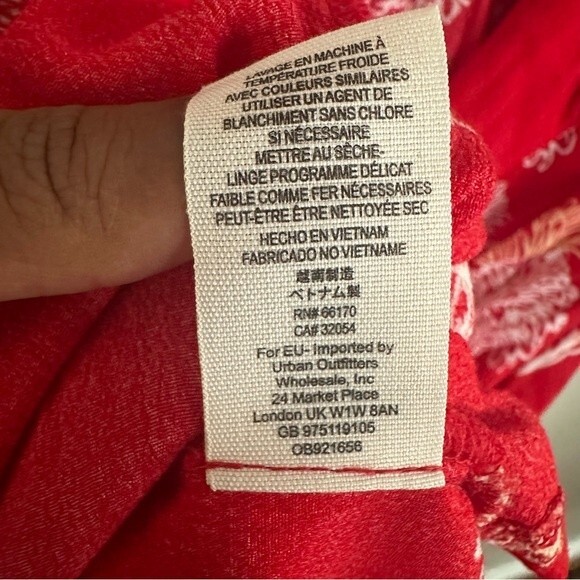 LAVAGE EN MACHINE À
TEMPÉRATURE FROIDE
AVEC COULEURS SIMILAIRES
UTILISER UN AGENT DE
BLANCHIMENT SANS CHLORE
SI NÉCESSAIRE
METTRE AU SÈCHE-
LINGE PROGRAMME DÉLICAT
FAIBLE COMME FER NÉCESSAIRES
PEUT-ÊTRE ÊTRE NETTOYÉE SEC
HECHO EN VIETNAM
FABRICADO NO VIETNAME
越南制造
ベトナム製
RN# 66170
CA# 32054
For EU- Imported by
Urban Outfitters
Wholesale, Inc
24 Market Place
London UK W1W 8AN
GB 975119105
OB921656